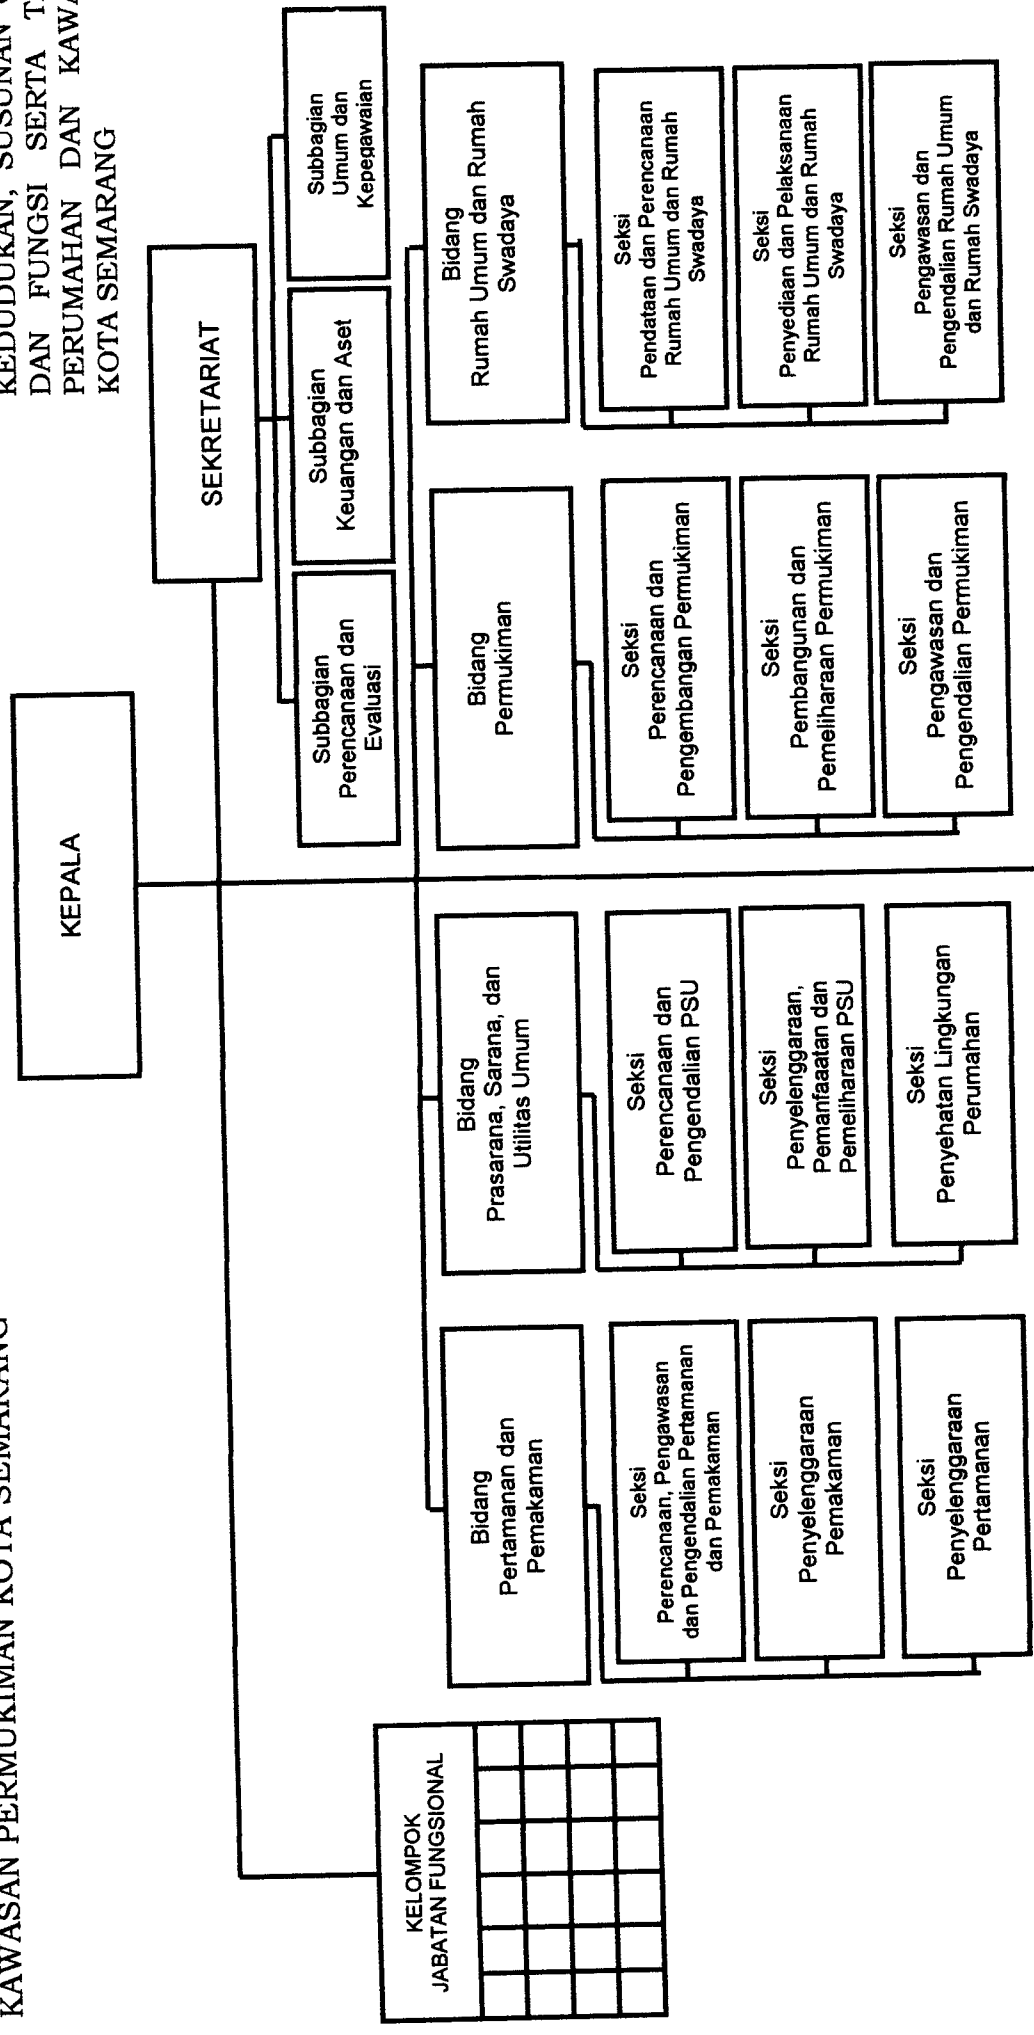 KAWASAN PERMUKIMAN KOTA SEMARANG
KEDUDUKAN, SUSUNAN
DAN FUNGSI SERTA
PERUMAHAN DAN
KOTA SEMARANG
KEPALA
SEKRETARIAT
Subbagian
Perencanaan dan
Evaluasi
Subbagian
Keuangan dan Aset
Subbagian
Umum dan
Kepegawaian
KELOMPOK
JABATAN FUNGSIONAL
Bidang
Pertamanan dan
Pemakaman
Seksi
Perencanaan, Pengawasan
dan Pengendalian Pertamanan
dan Pemakaman
Seksi
Penyelenggaraan
Pemakaman
Seksi
Penyelenggaraan
Pertamanan
Bidang
Prasarana, Sarana, dan
Utilitas Umum
Seksi
Perencanaan dan
Pengendalian PSU
Seksi
Penyelenggaraan,
Pemanfaaatan dan
Pemeliharaan PSU
Seksi
Penyehatan Lingkungan
Perumahan
Bidang
Permukiman
Seksi
Perencanaan dan
Pengembangan Permukiman
Seksi
Pembangunan dan
Pemeliharaan Permukiman
Seksi
Pengawasan dan
Pengendalian Permukiman
Bidang
Rumah Umum dan Rumah
Swadaya
Seksi
Pendataan dan Perencanaan
Rumah Umum dan Rumah
Swadaya
Seksi
Penyediaan dan Pelaksanaan
Rumah Umum dan Rumah
Swadaya
Seksi
Pengawasan dan
Pengendalian Rumah Umum
dan Rumah Swadaya